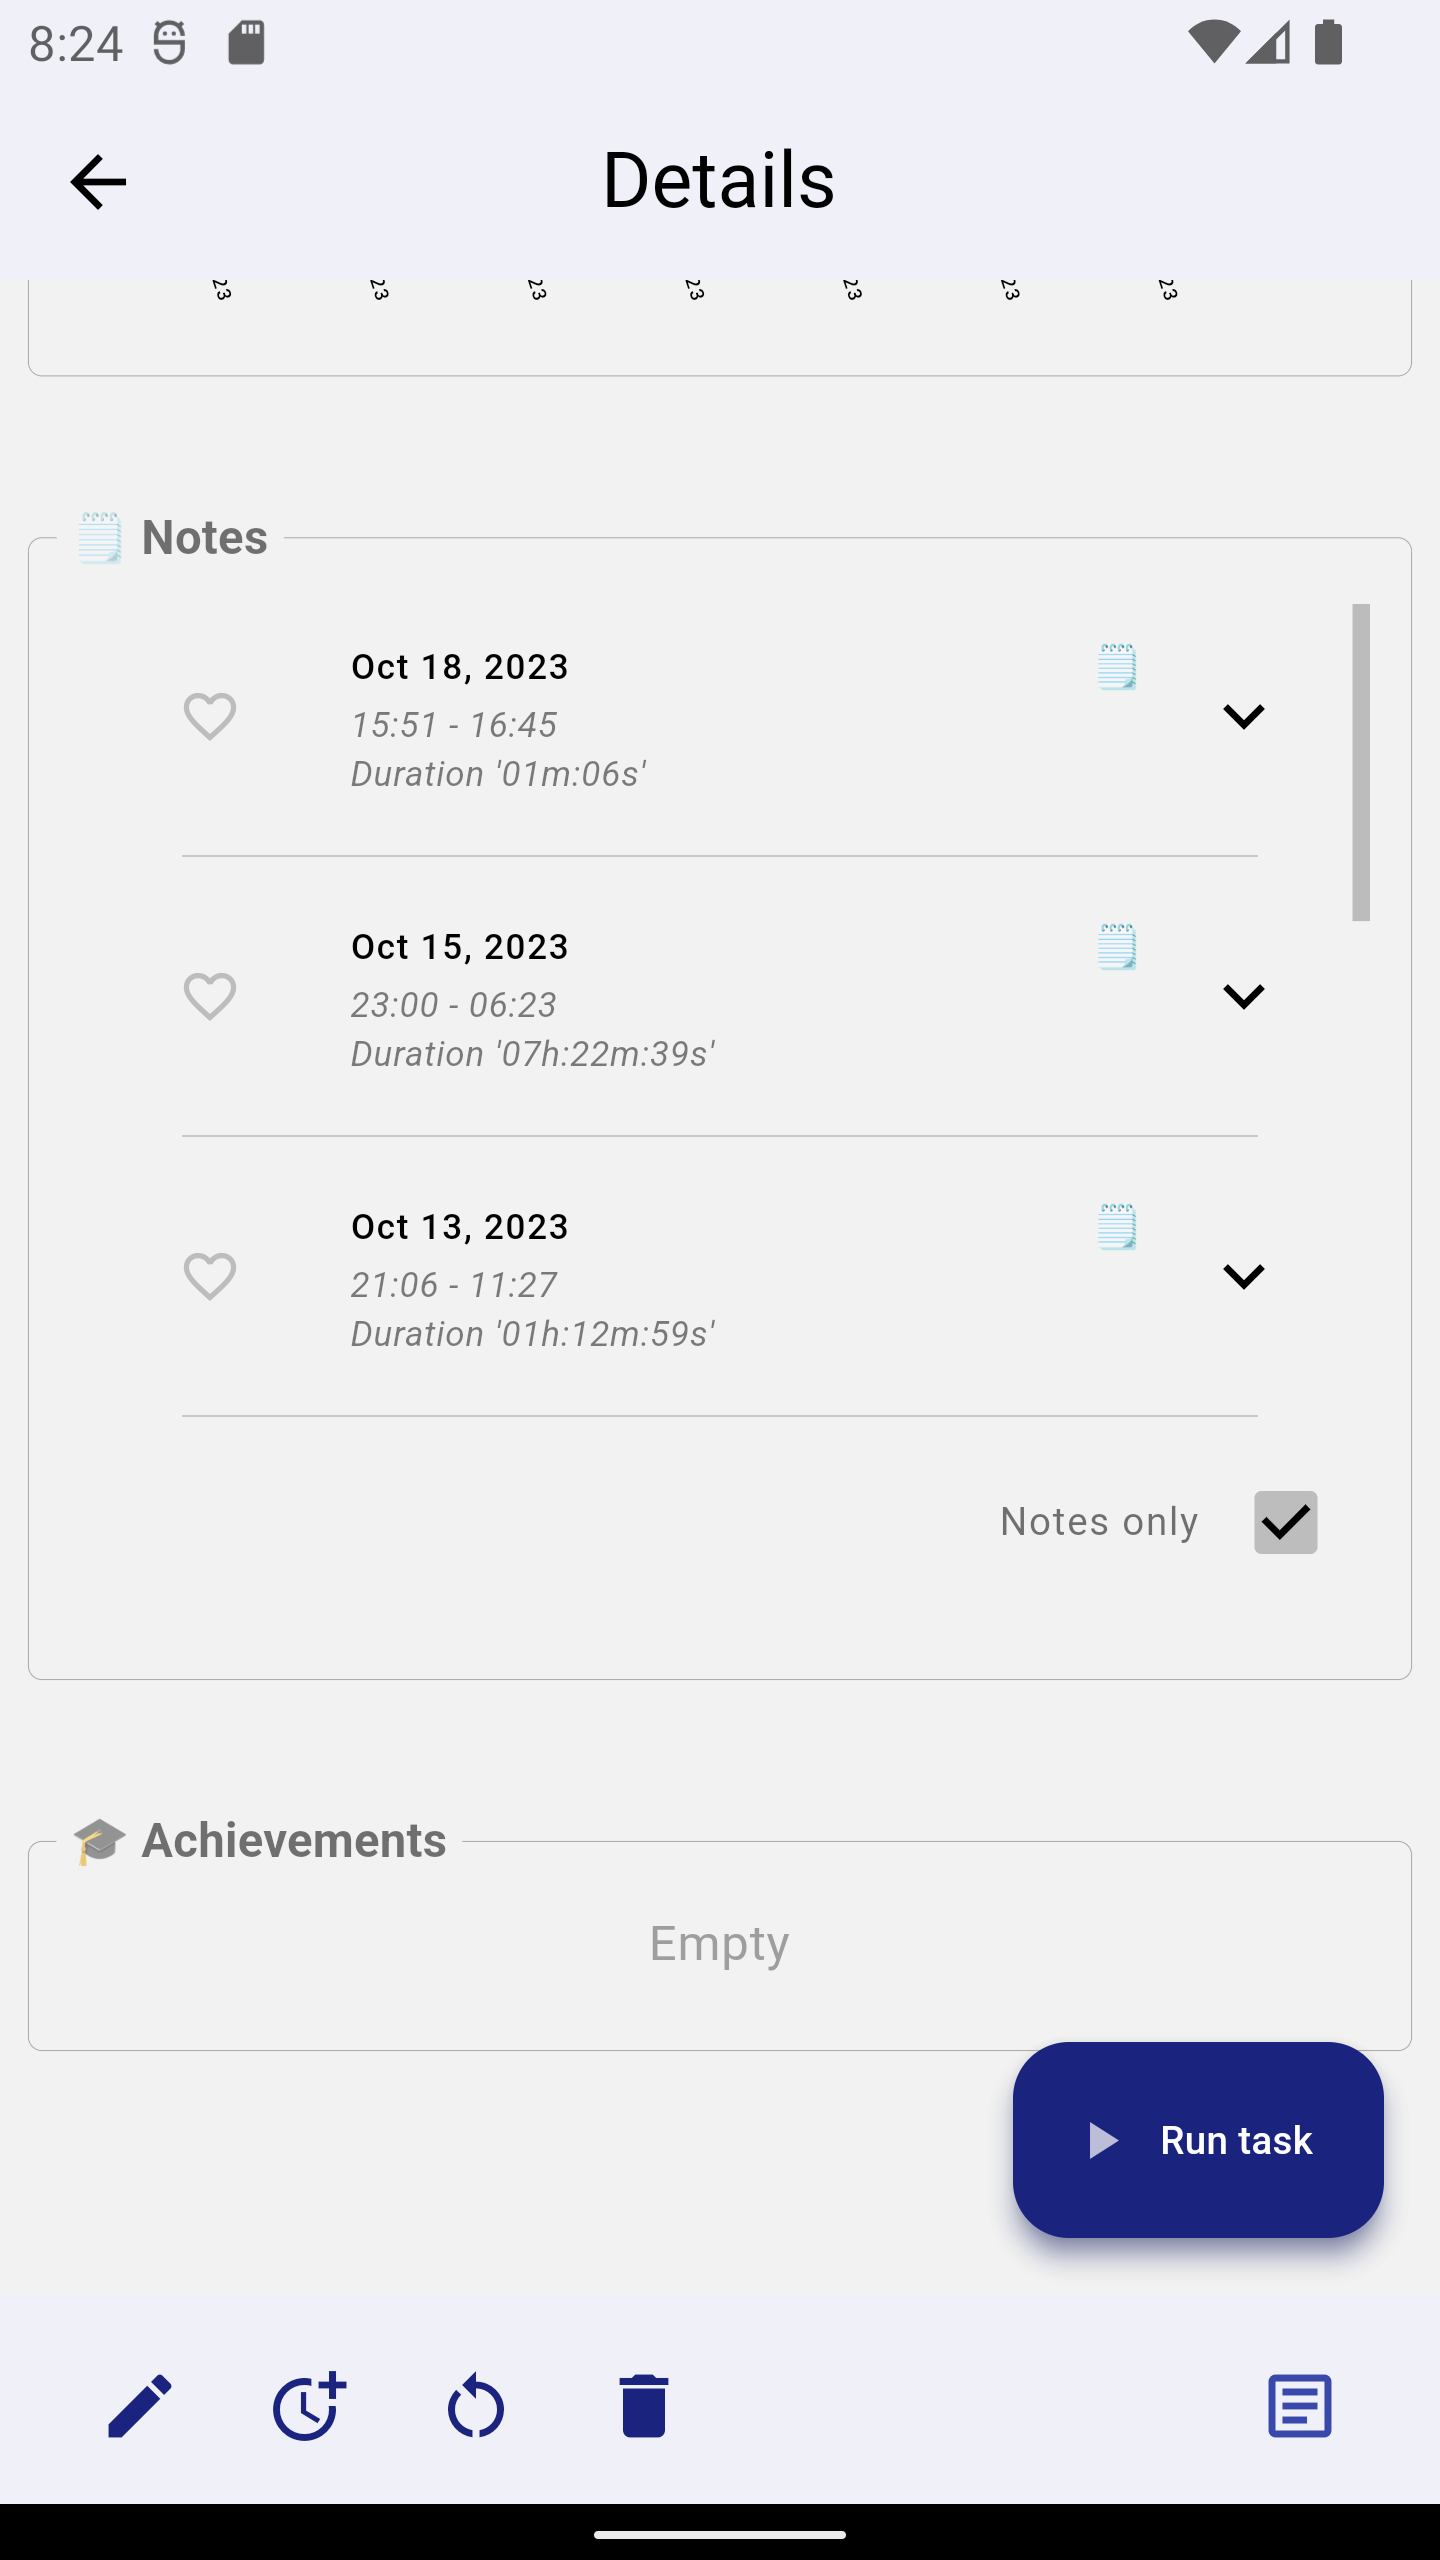 8:24
Details
23 23 23 23 23 23 23
Notes
Oct 18, 2023
15:51 - 16:45
Duration '01m:06s'
Oct 15, 2023
23:00 - 06:23
Duration '07h:22m:39s'
Oct 13, 2023
21:06 - 11:27
Duration '01h:12m:59s'
Notes only
Achievements
Empty
Run task